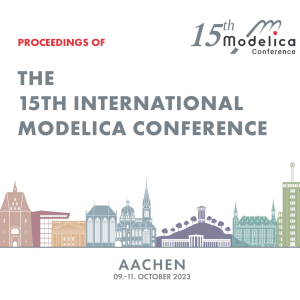 PROCEEDINGS OF
15th Modelica
Conference
THE
15TH INTERNATIONAL
MODELICA CONFERENCE
AACHEN
09.-11. OCTOBER 2023